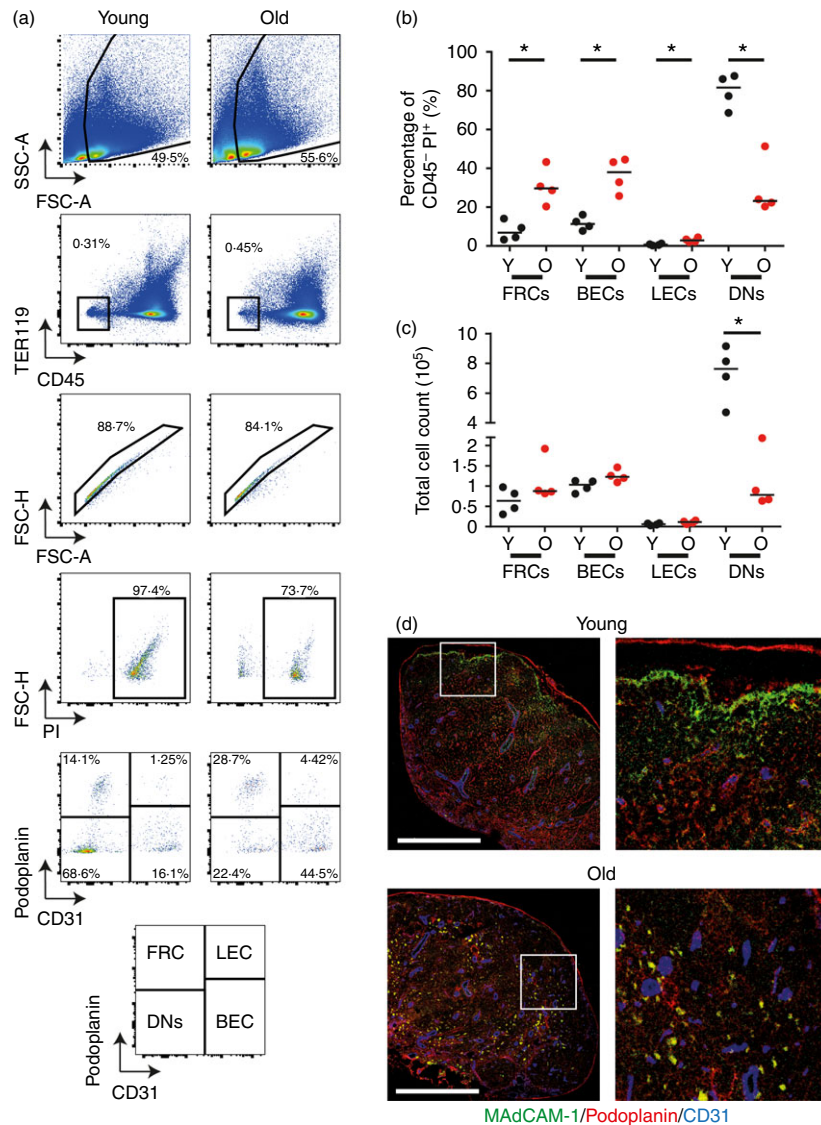 (a)
Young Old
SSC-A
49·5% 55·6%
FSC-A
0·31% 0·45%
TER119
CD45
88·7% 84·1%
FSC-H
FSC-A
97·4% 73·7%
FSC-H
PI
14·1% 1·25% 28·7% 4·42%
Podoplanin
68·6% 16·1% 22·4% 44·5%
CD31
FRC LEC
DNs BEC
Podoplanin
CD31
(b)
Percentage of
CD45⁻ PI⁺ (%)
100
80
60
40
20
0
* * * *
Y O Y O Y O Y O
FRCs BECs LECs DNs
(c)
Total cell count (10⁵)
10
8
6
4
2
1·5
1
0·5
0
*
Y O Y O Y O Y O
FRCs BECs LECs DNs
(d)
Young
Old
MAdCAM-1/Podoplanin/CD31